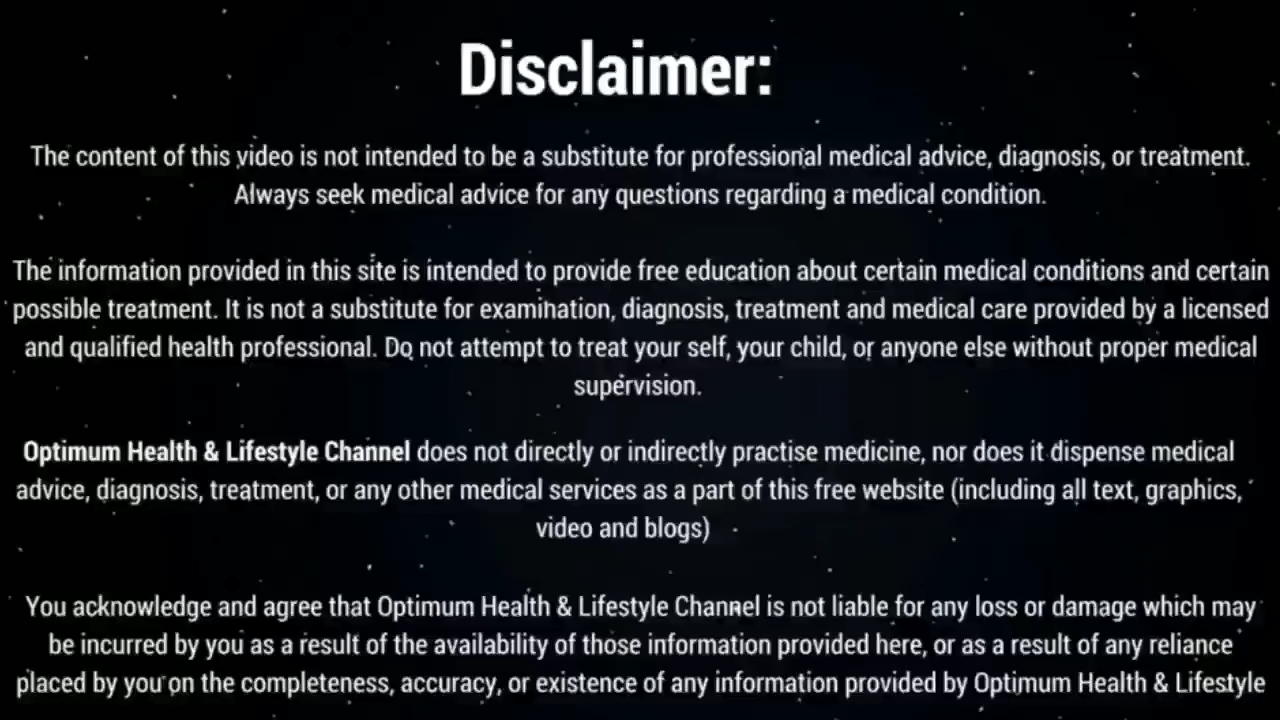 Disclaimer:
The content of this video is not intended to be a substitute for professional medical advice, diagnosis, or treatment.
Always seek medical advice for any questions regarding a medical condition.
The information provided in this site is intended to provide free education about certain medical conditions and certain
possible treatment. It is not a substitute for examination, diagnosis, treatment and medical care provided by a licensed
and qualified health professional. Do not attempt to treat your self, your child, or anyone else without proper medical
supervision.
Optimum Health & Lifestyle Channel does not directly or indirectly practise medicine, nor does it dispense medical
advice, diagnosis, treatment, or any other medical services as a part of this free website (including all text, graphics,
video and blogs)
You acknowledge and agree that Optimum Health & Lifestyle Channel is not liable for any loss or damage which may
be incurred by you as a result of the availability of those information provided here, or as a result of any reliance
placed by you on the completeness, accuracy, or existence of any information provided by Optimum Health & Lifestyle